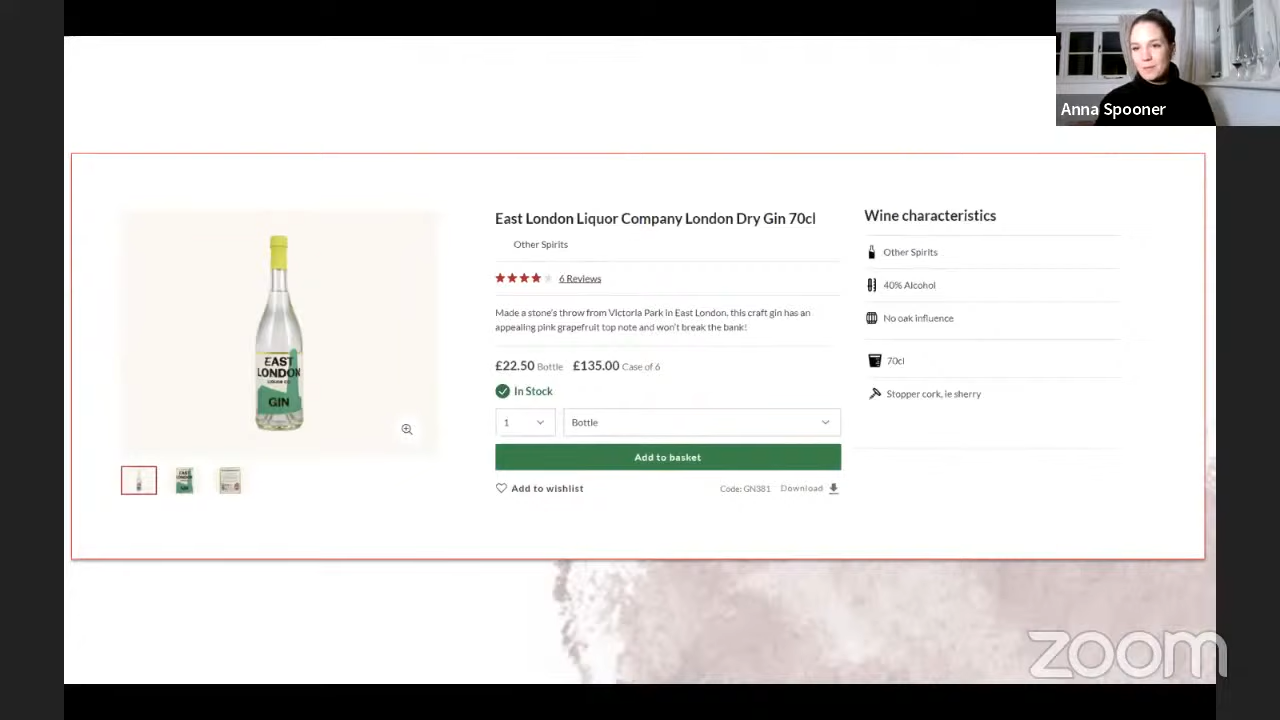 Anna Spooner
East London Liquor Company London Dry Gin 70cl
Other Spirits
6 Reviews
Made a stone's throw from Victoria Park in East London, this craft gin has an
appealing pink grapefruit top note and won't break the bank!
£22.50 Bottle £135.00 Case of 6
In Stock
1 Bottle
Add to basket
Add to wishlist Code: GN381 Download
Wine characteristics
Other Spirits
40% Alcohol
No oak influence
70cl
Stopper cork, ie sherry
EAST
LONDON
LIQUOR CO
GIN
zoom